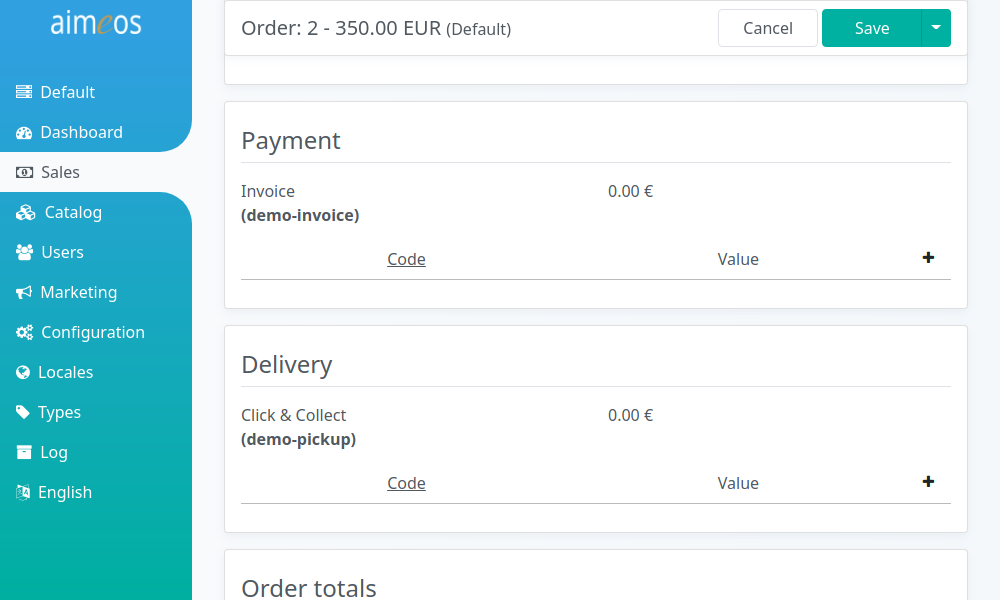 aimeos
Default
Dashboard
Sales
Catalog
Users
Marketing
Configuration
Locales
Types
Log
English
Order: 2 - 350.00 EUR (Default)
Cancel
Save
Payment
Invoice 0.00 €
(demo-invoice)
Code Value
Delivery
Click & Collect 0.00 €
(demo-pickup)
Code Value
Order totals